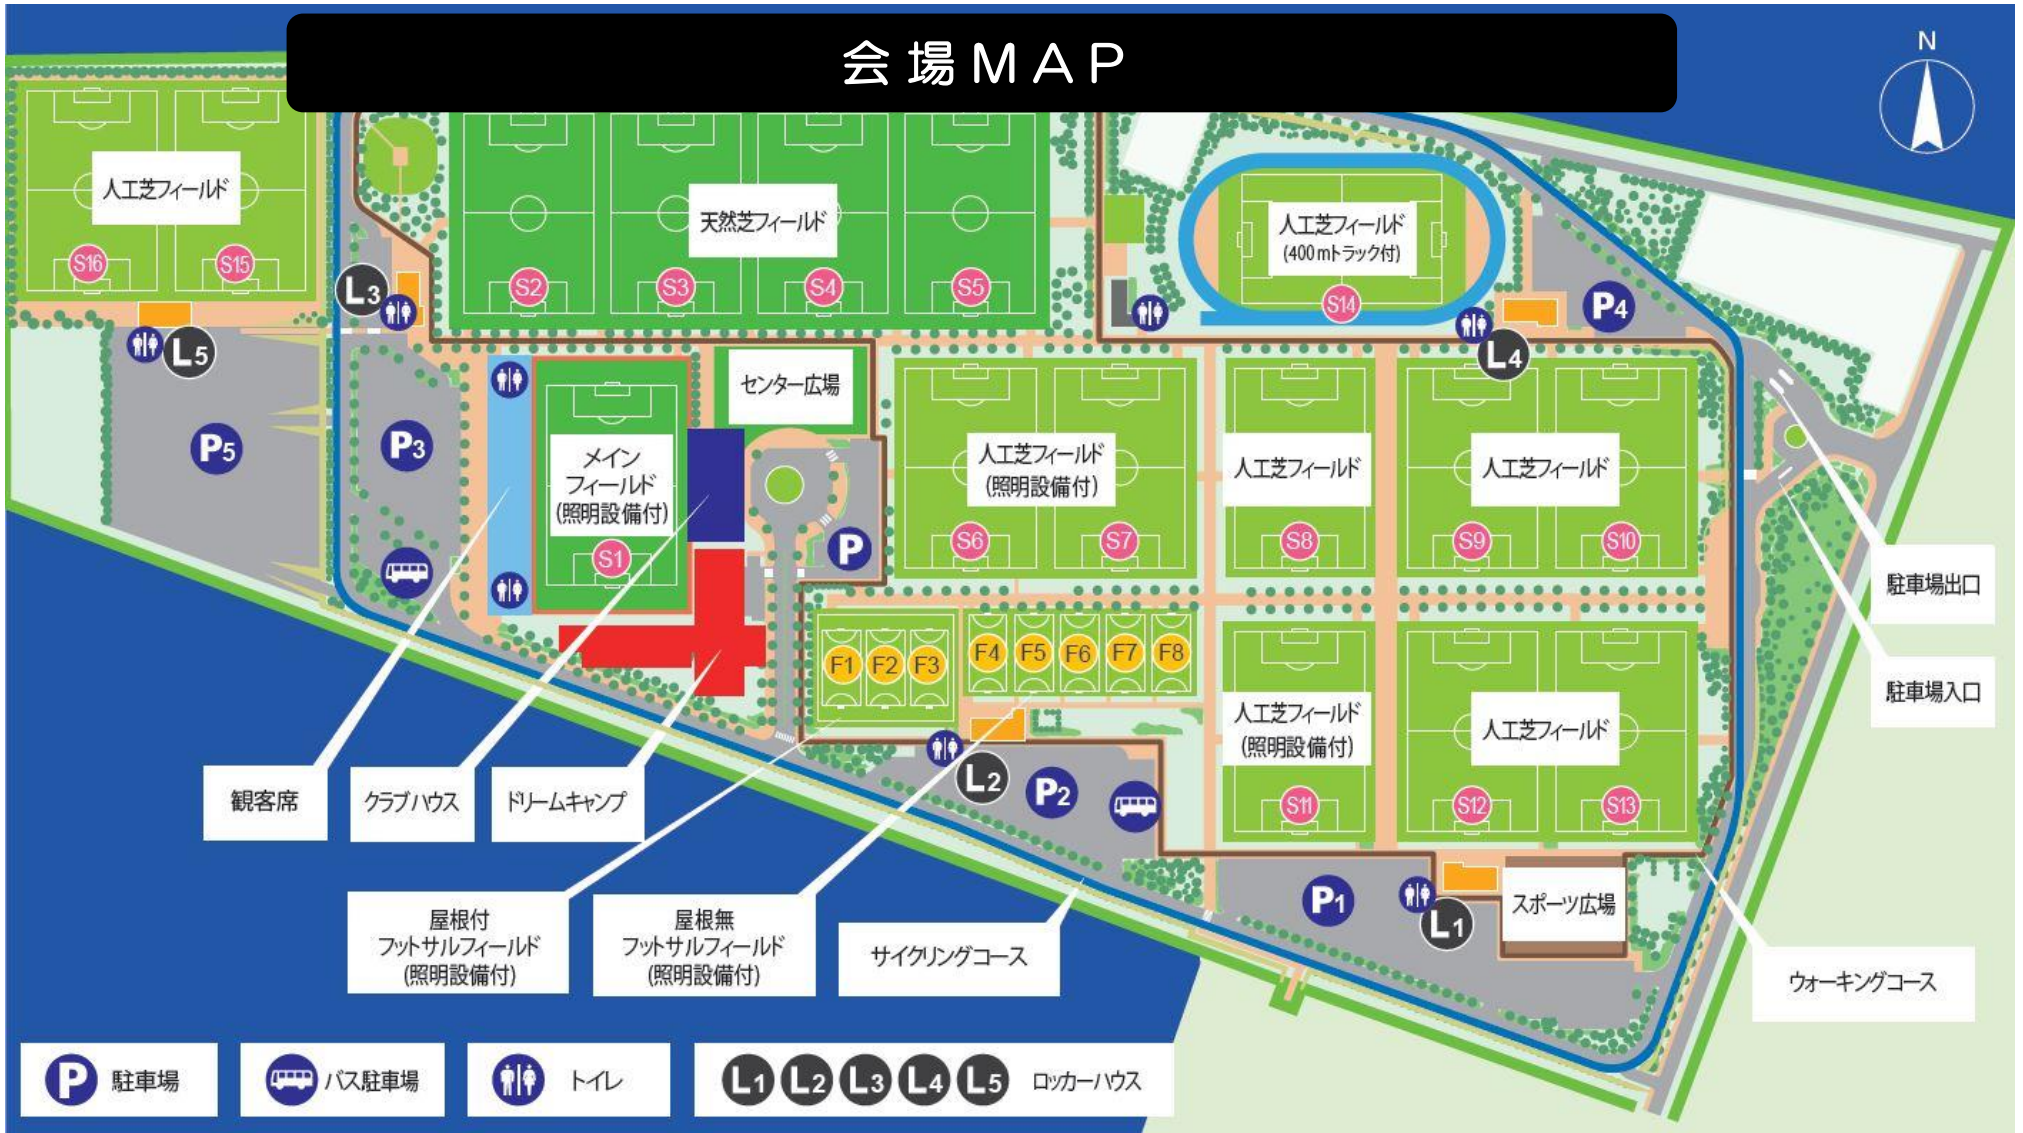 会場MAP
N
人工芝フィールド
S16
S15
L3
L5
P5
P3
天然芝フィールド
S2
S3
S4
S5
人工芝フィールド
(400mトラック付)
S14
P4
L4
センター広場
メイン
フィールド
(照明設備付)
S1
P
人工芝フィールド
(照明設備付)
S6
S7
人工芝フィールド
S8
人工芝フィールド
S9
S10
駐車場出口
駐車場入口
F1
F2
F3
F4
F5
F6
F7
F8
人工芝フィールド
(照明設備付)
S11
人工芝フィールド
S12
S13
L2
P2
P1
L1
スポーツ広場
観客席
クラブハウス
ドリームキャンプ
屋根付
フットサルフィールド
(照明設備付)
屋根無
フットサルフィールド
(照明設備付)
サイクリングコース
ウォーキングコース
P 駐車場
バス駐車場
トイレ
L1 L2 L3 L4 L5 ロッカーハウス